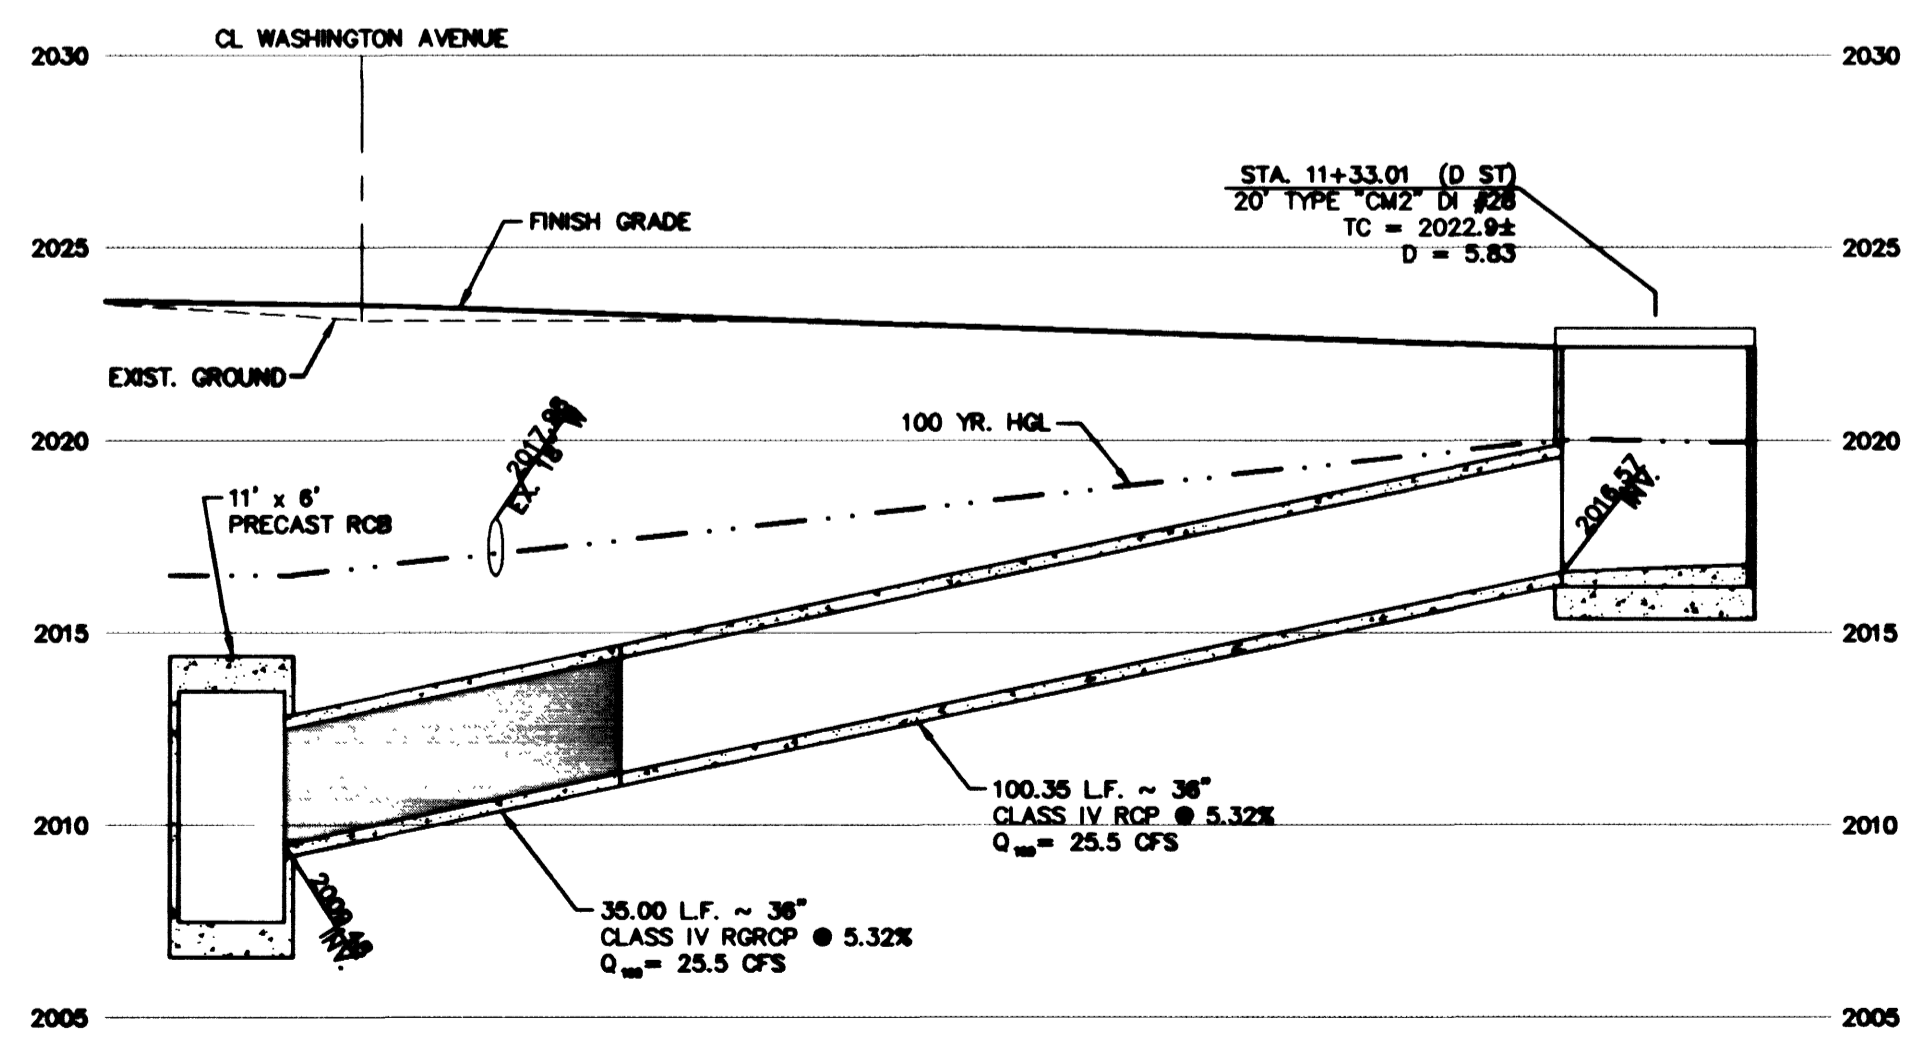 CL WASHINGTON AVENUE
2030 2030
STA. 11+33.01 (D ST)
20' TYPE "CM2" DI #28
TC = 2022.9±
D = 5.83
FINISH GRADE
2025 2025
EXIST. GROUND
2017.98
EX. 18" W
100 YR. HGL
2020 2020
11' x 6'
PRECAST RCB
2016.57
INV.
2015 2015
100.35 L.F. ~ 36"
CLASS IV RCP @ 5.32%
Q100= 25.5 CFS
2010 2010
INV.
35.00 L.F. ~ 36"
CLASS IV RGRCP @ 5.32%
Q100= 25.5 CFS
2005 2005